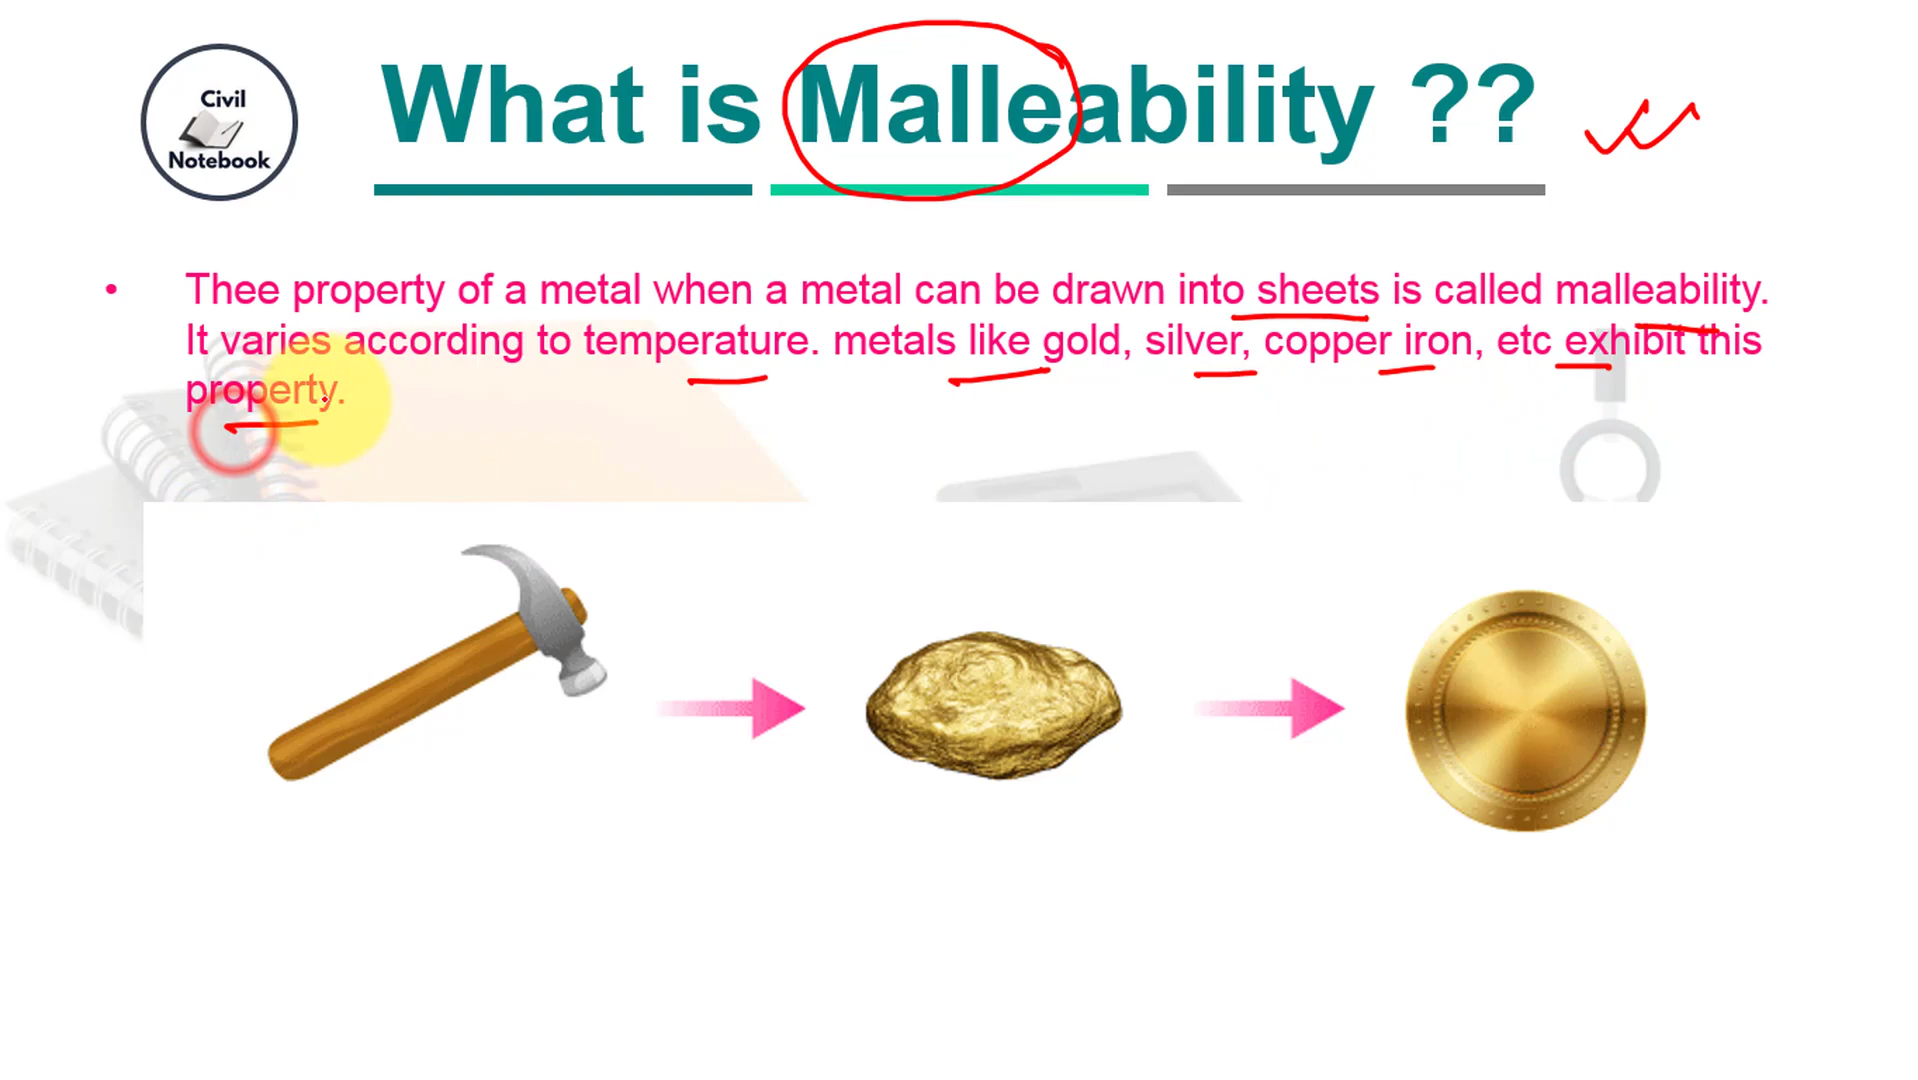 Civil
Notebook
What is Malleability ??
• Thee property of a metal when a metal can be drawn into sheets is called malleability.
It varies according to temperature. metals like gold, silver, copper iron, etc exhibit this
property.